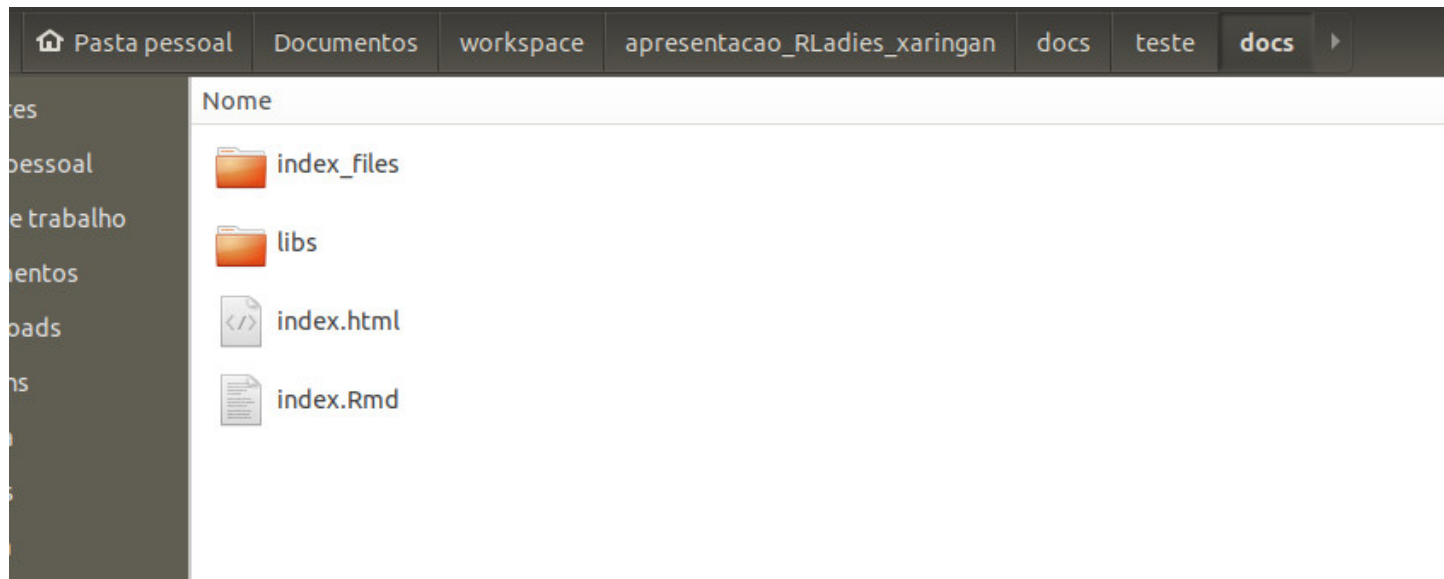 Pasta pessoal Documentos workspace apresentacao_RLadies_xaringan docs teste docs
Nome
index_files
pessoal
e trabalho
libs
index.html
index.Rmd